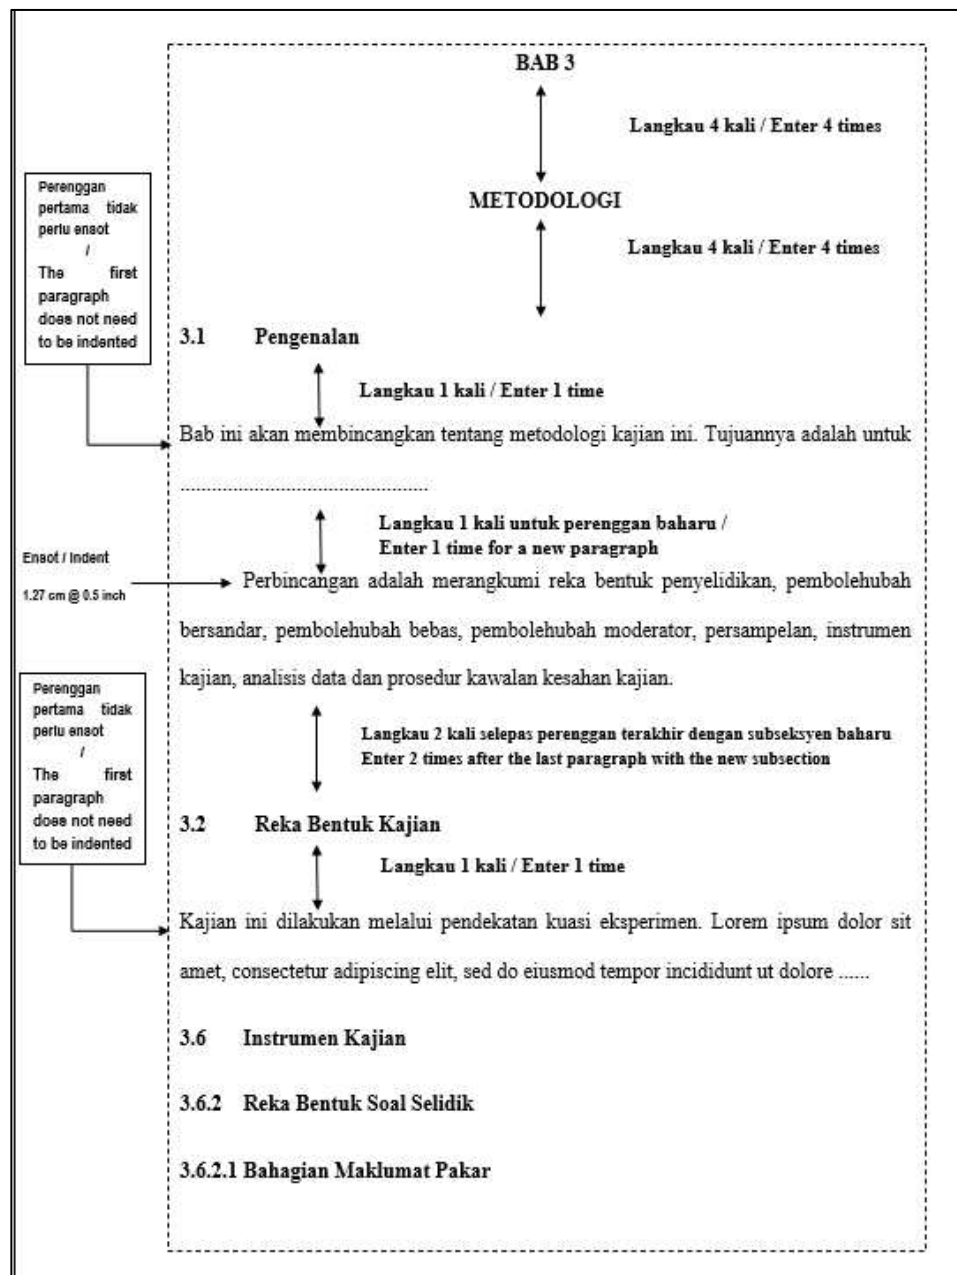 BAB 3
Langkau 4 kali / Enter 4 times
METODOLOGI
Langkau 4 kali / Enter 4 times
Perenggan
pertama tidak
perlu ensot
/
The first
paragraph
does not need
to be indented
3.1 Pengenalan
Langkau 1 kali / Enter 1 time
Bab ini akan membincangkan tentang metodologi kajian ini. Tujuannya adalah untuk
.............................................
Langkau 1 kali untuk perenggan baharu /
Enter 1 time for a new paragraph
Ensot / Indent
1.27 cm @ 0.5 inch
Perbincangan adalah merangkumi reka bentuk penyelidikan, pembolehubah
bersandar, pembolehubah bebas, pembolehubah moderator, persampelan, instrumen
kajian, analisis data dan prosedur kawalan kesahan kajian.
Perenggan
pertama tidak
perlu ensot
/
The first
paragraph
does not need
to be indented
Langkau 2 kali selepas perenggan terakhir dengan subseksyen baharu
Enter 2 times after the last paragraph with the new subsection
3.2 Reka Bentuk Kajian
Langkau 1 kali / Enter 1 time
Kajian ini dilakukan melalui pendekatan kuasi eksperimen. Lorem ipsum dolor sit
amet, consectetur adipiscing elit, sed do eiusmod tempor incididunt ut dolore ......
3.6 Instrumen Kajian
3.6.2 Reka Bentuk Soal Selidik
3.6.2.1 Bahagian Maklumat Pakar